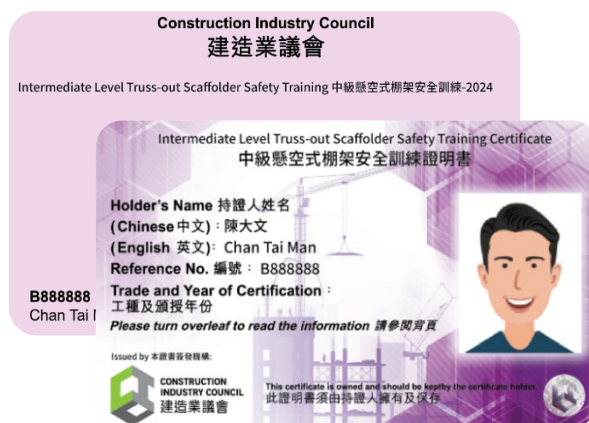 Construction Industry Council
建造業議會
Intermediate Level Truss-out Scaffolder Safety Training 中級懸空式棚架安全訓練-2024
B888888
Chan Tai
Intermediate Level Truss-out Scaffolder Safety Training Certificate
中級懸空式棚架安全訓練證明書
Holder's Name 持證人姓名
(Chinese 中文)：陳大文
(English 英文)： Chan Tai Man
Reference No. 編號： B888888
Trade and Year of Certification：
工種及頒授年份
Please turn overleaf to read the information 請參閱背頁
Issued by 本證書簽發機構:
CONSTRUCTION
INDUSTRY COUNCIL
建造業議會
This certificate is owned and should be keptby the certificate holder.
此證明書須由持證人擁有及保存